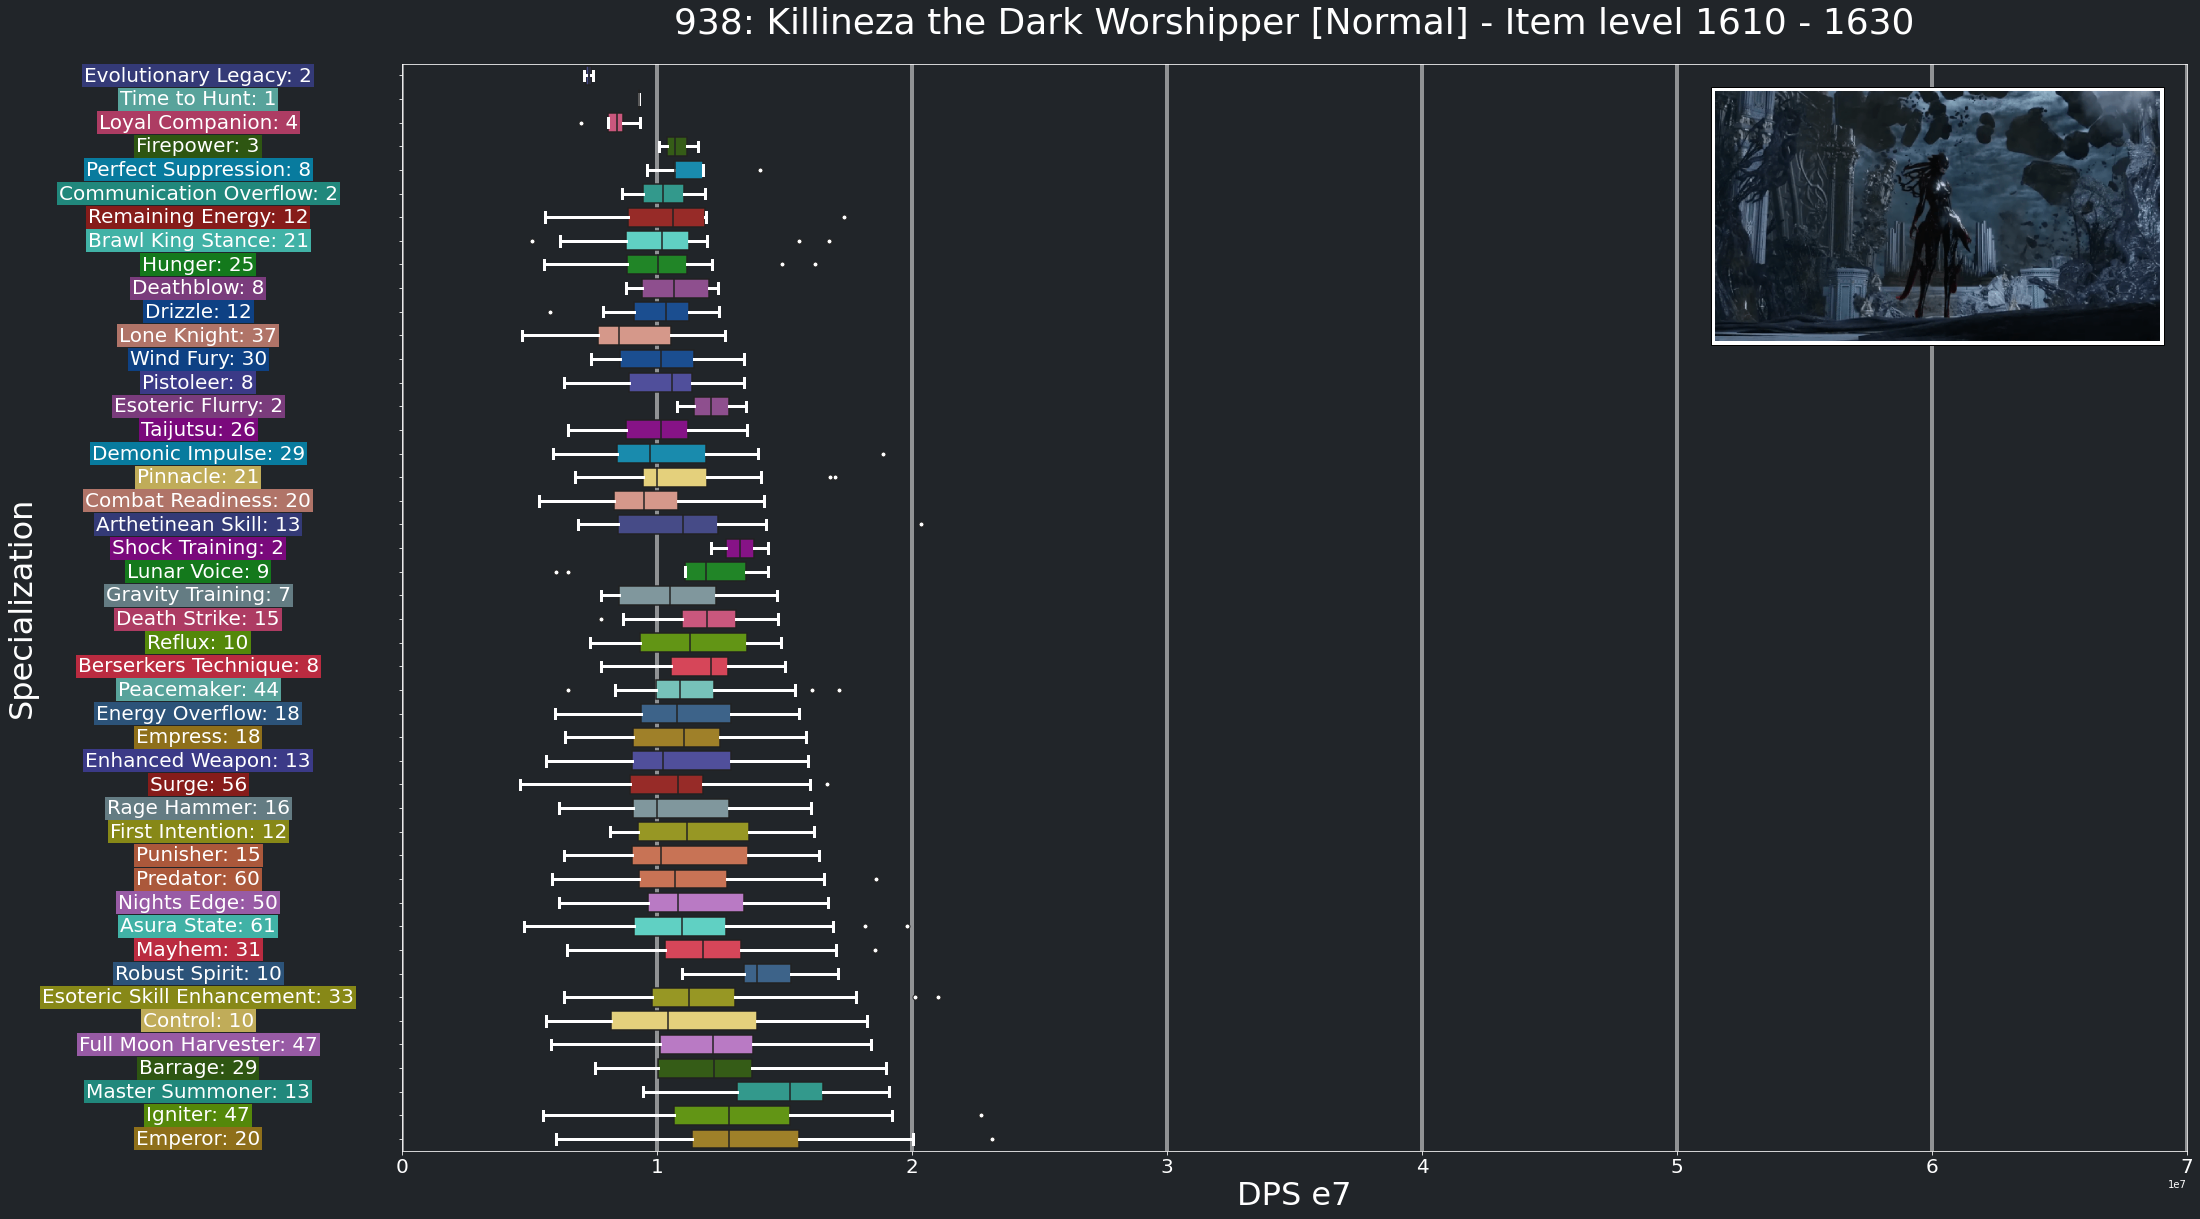 938: Killineza the Dark Worshipper [Normal] - Item level 1610 - 1630
Evolutionary Legacy: 2
Time to Hunt: 1
Loyal Companion: 4
Firepower: 3
Perfect Suppression: 8
Communication Overflow: 2
Remaining Energy: 12
Brawl King Stance: 21
Hunger: 25
Deathblow: 8
Drizzle: 12
Lone Knight: 37
Wind Fury: 30
Pistoleer: 8
Esoteric Flurry: 2
Taijutsu: 26
Demonic Impulse: 29
Pinnacle: 21
Combat Readiness: 20
Arthetinean Skill: 13
Shock Training: 2
Lunar Voice: 9
Gravity Training: 7
Death Strike: 15
Reflux: 10
Berserkers Technique: 8
Peacemaker: 44
Energy Overflow: 18
Empress: 18
Enhanced Weapon: 13
Surge: 56
Rage Hammer: 16
First Intention: 12
Punisher: 15
Predator: 60
Nights Edge: 50
Asura State: 61
Mayhem: 31
Robust Spirit: 10
Esoteric Skill Enhancement: 33
Control: 10
Full Moon Harvester: 47
Barrage: 29
Master Summoner: 13
Igniter: 47
Emperor: 20
Specialization
0 1 2 3 4 5 6 7
DPS e7
1e7